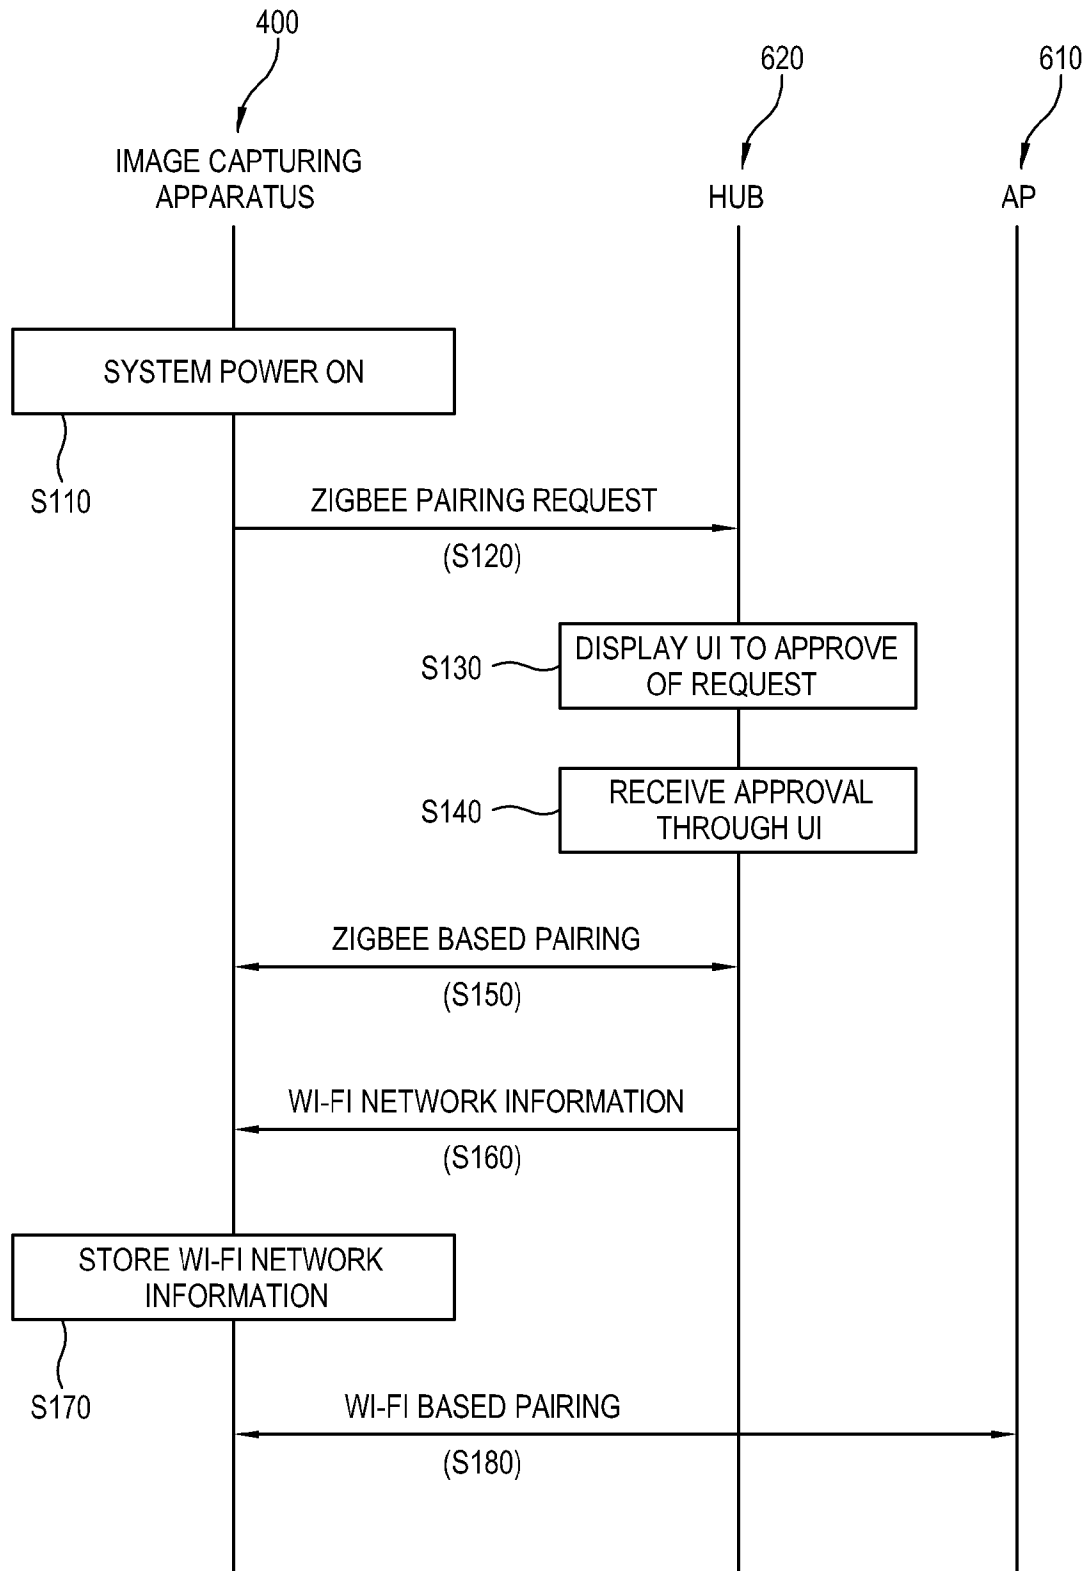 400
620
610
IMAGE CAPTURING
APPARATUS
HUB
AP
SYSTEM POWER ON
S110
ZIGBEE PAIRING REQUEST
(S120)
DISPLAY UI TO APPROVE
OF REQUEST
S130
RECEIVE APPROVAL
THROUGH UI
S140
ZIGBEE BASED PAIRING
(S150)
WI-FI NETWORK INFORMATION
(S160)
STORE WI-FI NETWORK
INFORMATION
S170
WI-FI BASED PAIRING
(S180)